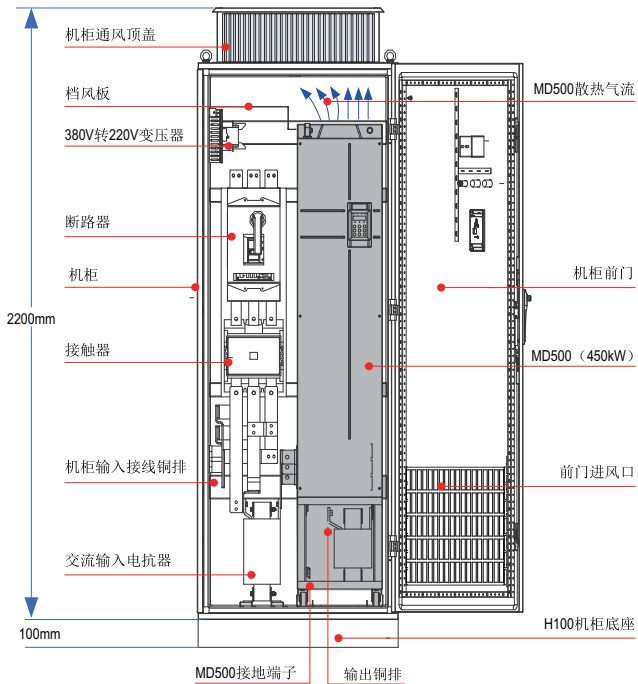 机柜通风顶盖
档风板
MD500散热气流
380V转220V变压器
断路器
机柜
机柜前门
2200mm
接触器
MD500（450kW）
机柜输入接线铜排
前门进风口
交流输入电抗器
H100机柜底座
100mm
MD500接地端子
输出铜排